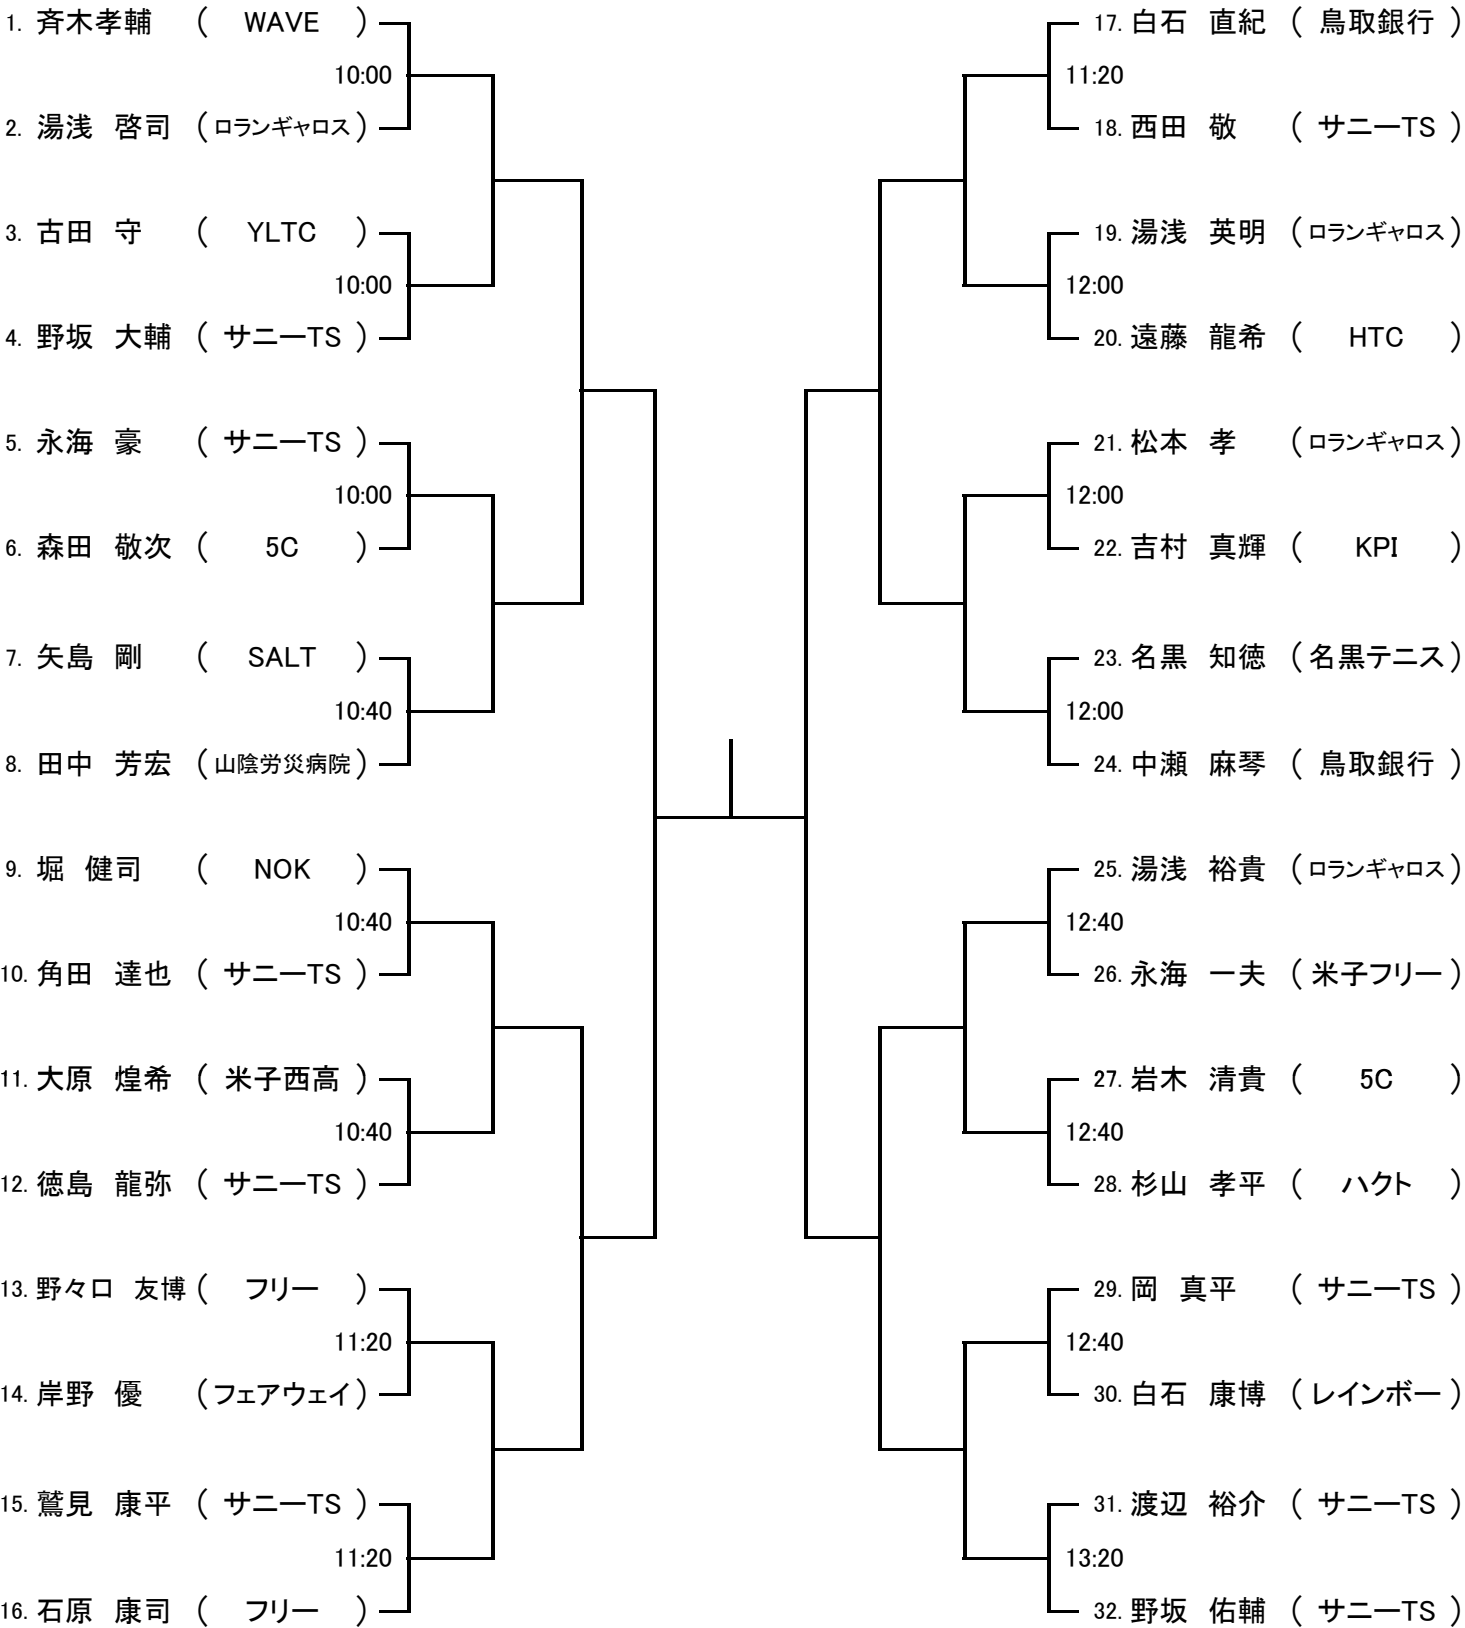 1. 斉木孝輔 ( WAVE )
10:00
2. 湯浅 啓司 (ロランギャロス)
3. 古田 守 ( YLTC )
10:00
4. 野坂 大輔 ( サニーTS )
5. 永海 豪 ( サニーTS )
10:00
6. 森田 敬次 ( 5C )
7. 矢島 剛 ( SALT )
10:40
8. 田中 芳宏 (山陰労災病院)
9. 堀 健司 ( NOK )
10:40
10. 角田 達也 ( サニーTS )
11. 大原 煌希 ( 米子西高 )
10:40
12. 徳島 龍弥 ( サニーTS )
13. 野々口 友博 ( フリー )
11:20
14. 岸野 優 (フェアウェイ)
15. 鷲見 康平 ( サニーTS )
11:20
16. 石原 康司 ( フリー )
17. 白石 直紀 ( 鳥取銀行 )
11:20
18. 西田 敬 ( サニーTS )
19. 湯浅 英明 (ロランギャロス)
12:00
20. 遠藤 龍希 ( HTC )
21. 松本 孝 (ロランギャロス)
12:00
22. 吉村 真輝 ( KPI )
23. 名黒 知徳 (名黒テニス)
12:00
24. 中瀬 麻琴 ( 鳥取銀行 )
25. 湯浅 裕貴 (ロランギャロス)
12:40
26. 永海 一夫 (米子フリー)
27. 岩木 清貴 ( 5C )
12:40
28. 杉山 孝平 ( ハクト )
29. 岡 真平 ( サニーTS )
12:40
30. 白石 康博 (レインボー)
31. 渡辺 裕介 ( サニーTS )
13:20
32. 野坂 佑輔 ( サニーTS )